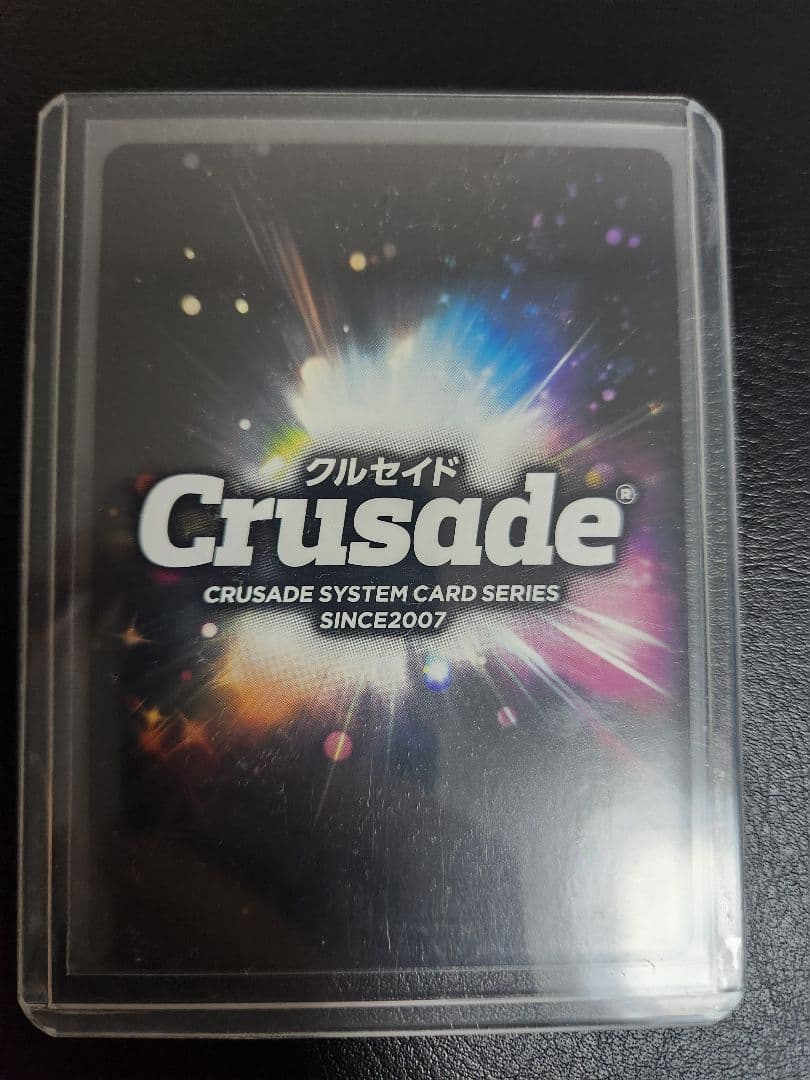 クルセイド
Crusade®
CRUSADE SYSTEM CARD SERIES
SINCE2007